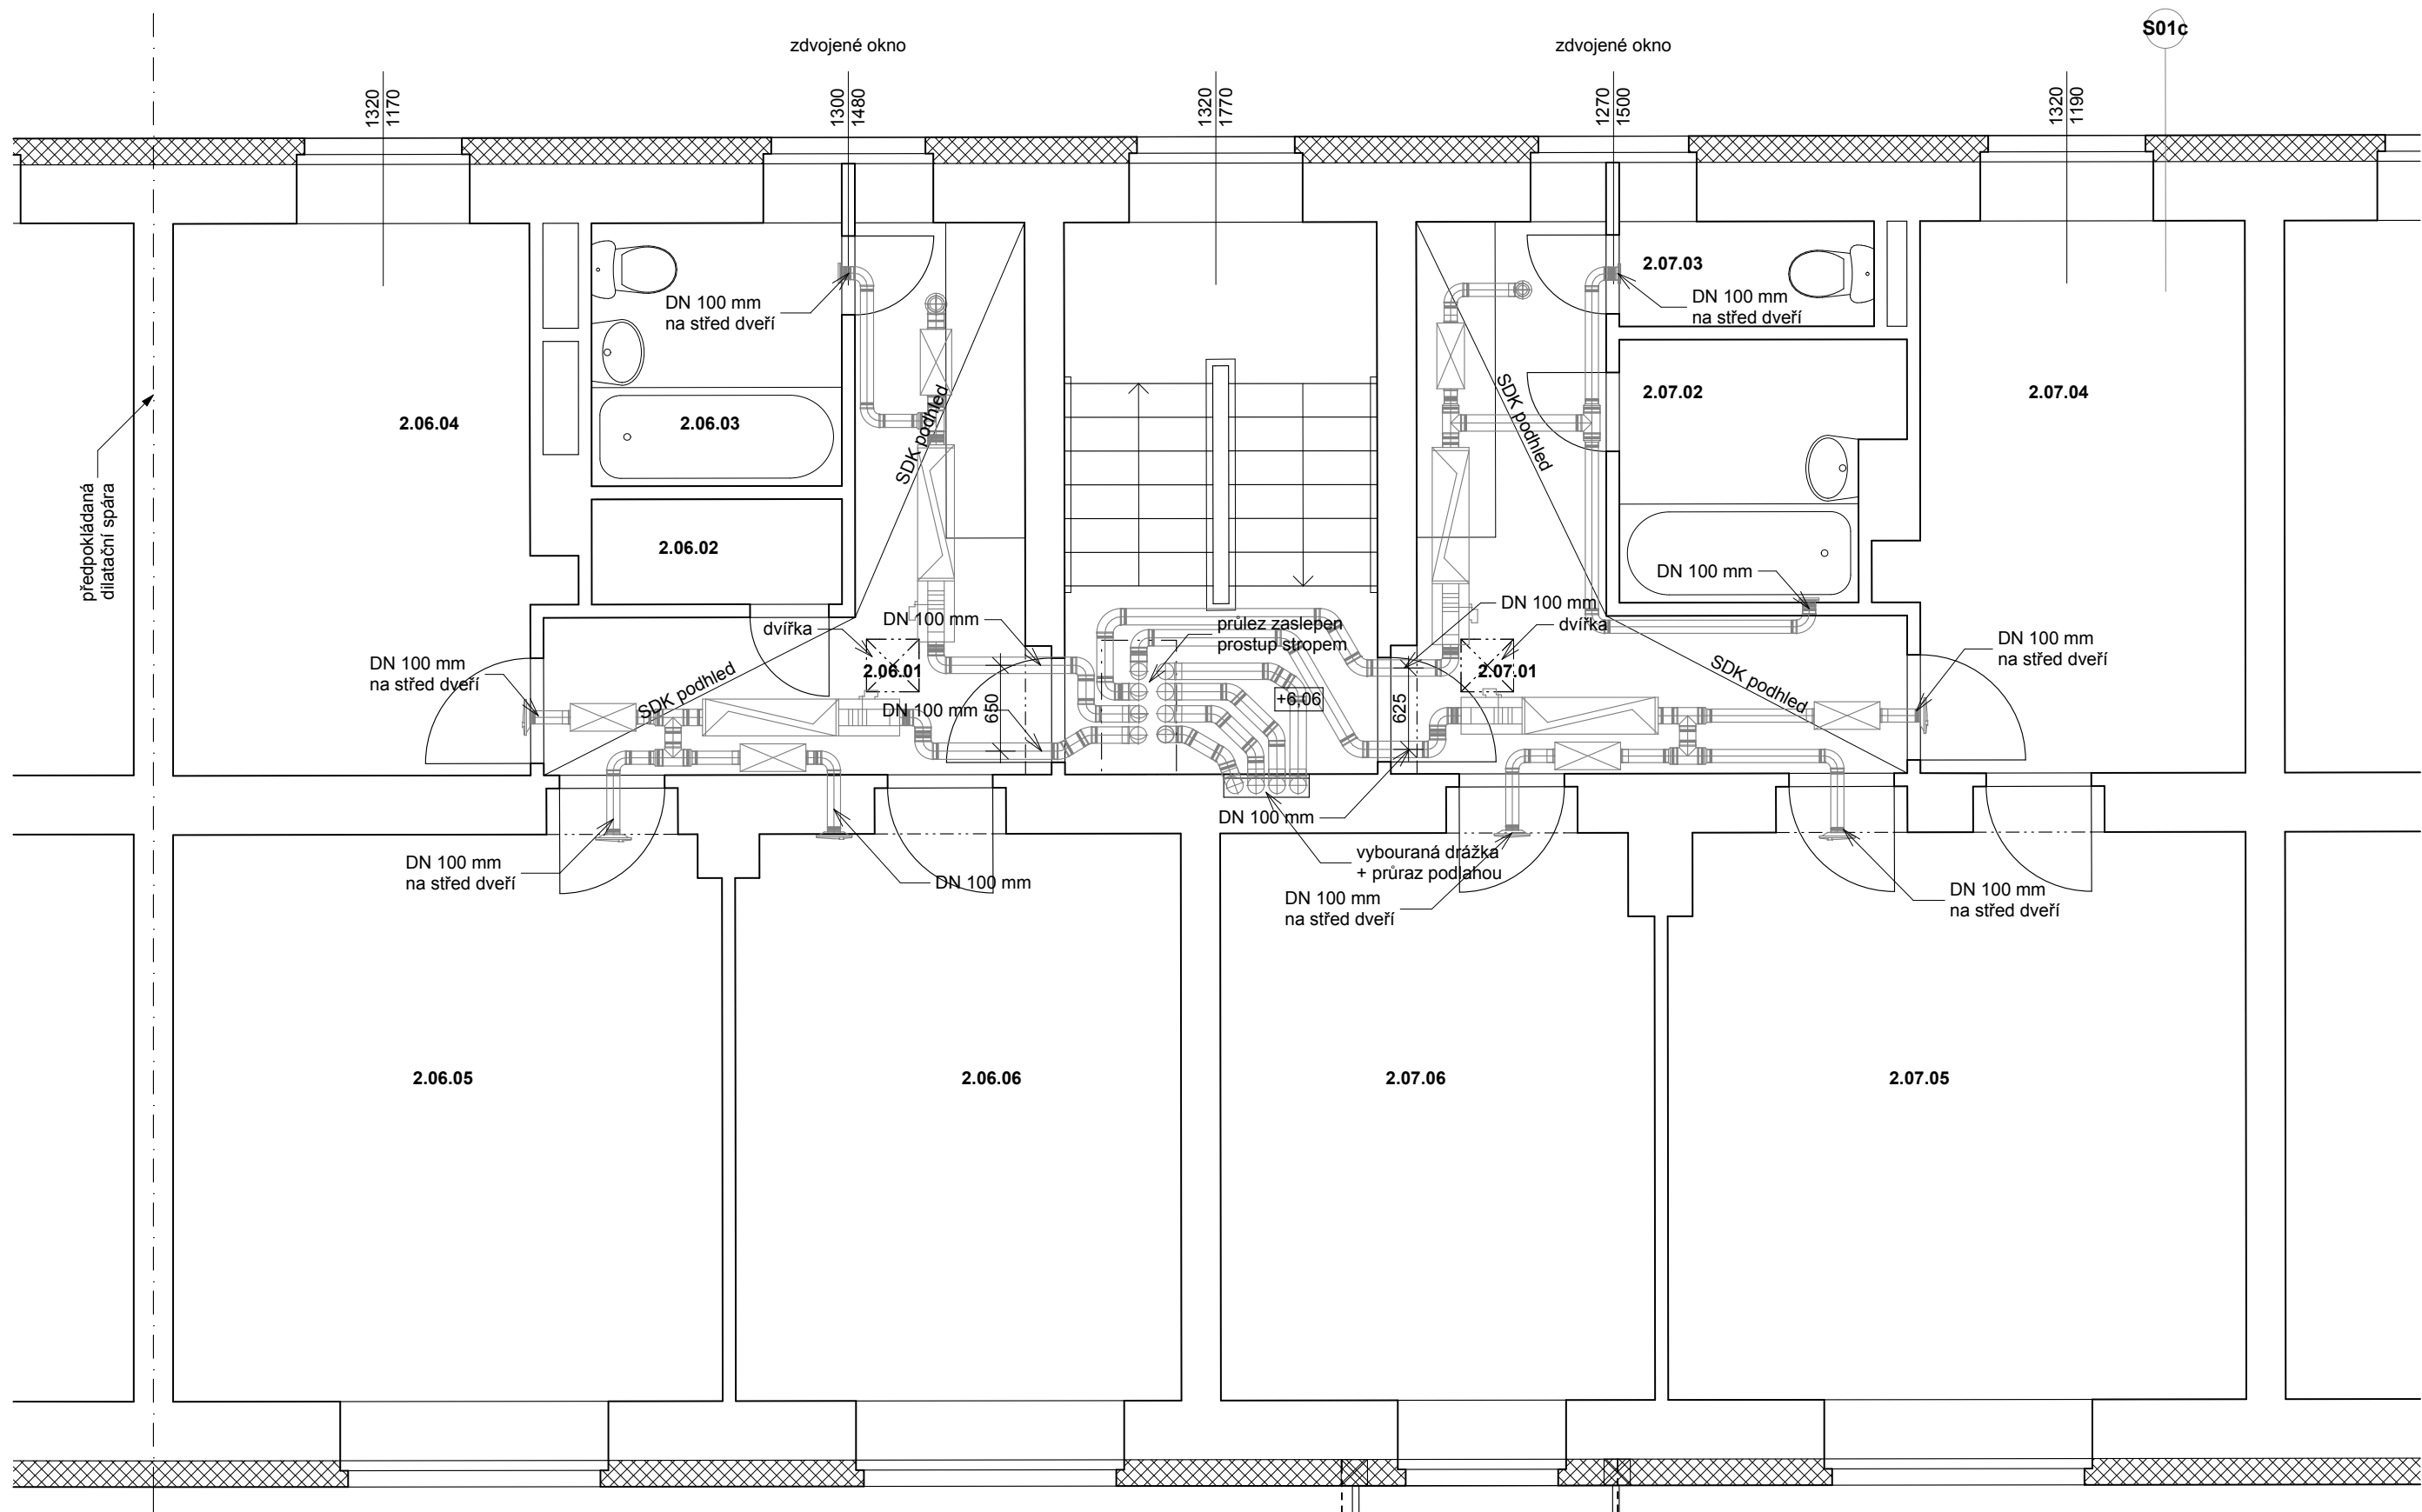 S01c
zdvojené okno
zdvojené okno
1320
1170
1300
1480
1320
1770
1270
1500
1320
1190
2.07.03
DN 100 mm
na střed dveří
DN 100 mm
na střed dveří
2.06.04
2.06.03
SDK podhled
SDK podhled
2.07.02
2.07.04
předpokládaná
dilatační spára
2.06.02
DN 100 mm
dvířka
DN 100 mm
průlez zaslepen
prostup stropem
DN 100 mm
dvířka
DN 100 mm
na střed dveří
DN 100 mm
na střed dveří
2.06.01
2.07.01
SDK podhled
SDK podhled
DN 100 mm
650
+6,06
625
DN 100 mm
vybouraná drážka
+ průraz podlahou
DN 100 mm
na střed dveří
DN 100 mm
DN 100 mm
na střed dveří
DN 100 mm
na střed dveří
2.06.05
2.06.06
2.07.06
2.07.05